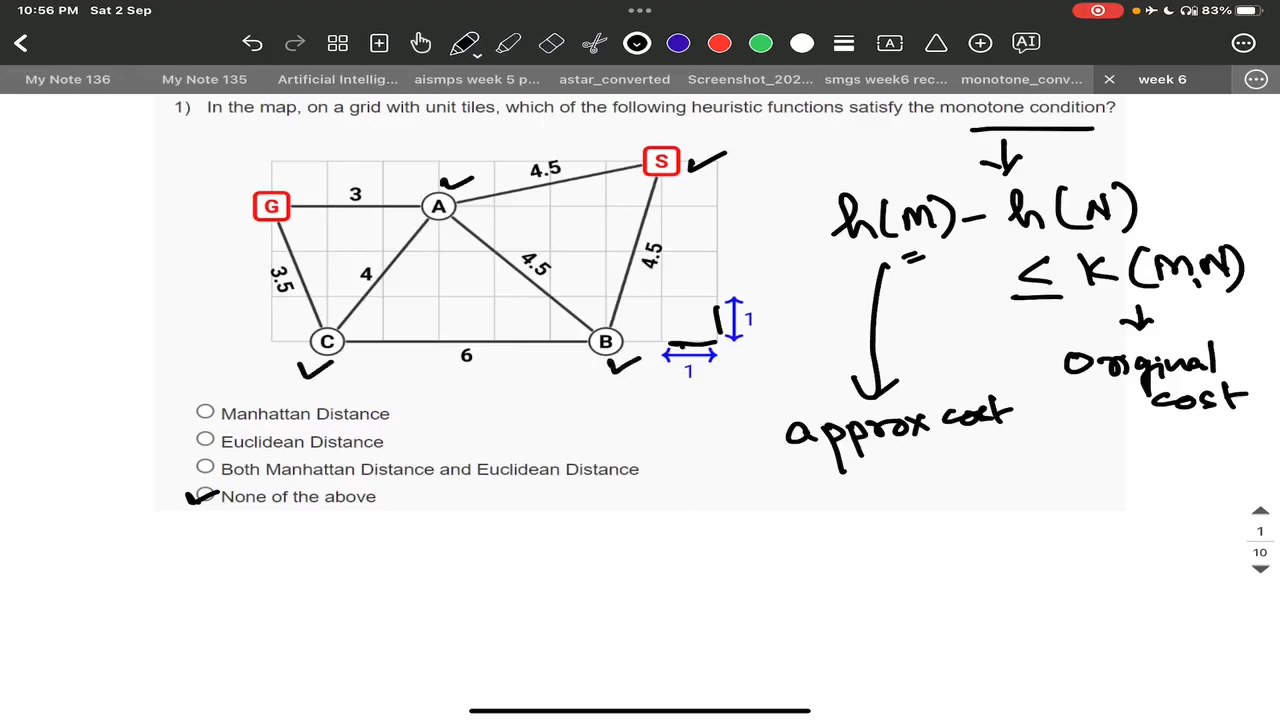 10:56 PM Sat 2 Sep
83%
A
AI
My Note 136
My Note 135
Artificial Intellig...
aismps week 5 p...
astar_converted
Screenshot_202...
smgs week6 rec...
monotone_conv...
week 6
1) In the map, on a grid with unit tiles, which of the following heuristic functions satisfy the monotone condition?
S
4.5
3
G
A
h(M) - h(N)
≤ K(M,N)
4.5
4.5
4
3.5
1
C
B
6
1
original
cost
approx cost
Manhattan Distance
Euclidean Distance
Both Manhattan Distance and Euclidean Distance
None of the above
1
10